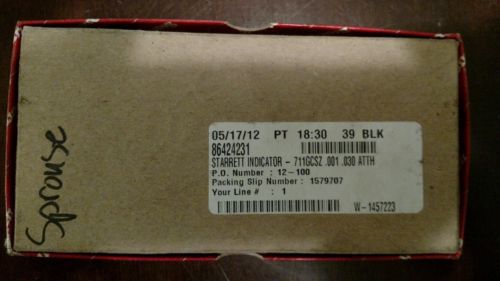 Sprouse
05/17/12 PT 18:30 39 BLK
86424231
STARRETT INDICATOR - 711GCSZ .001 .030 ATTH
P.O. Number : 12-100
Packing Slip Number : 1579707
Your Line # : 1
W-1457223